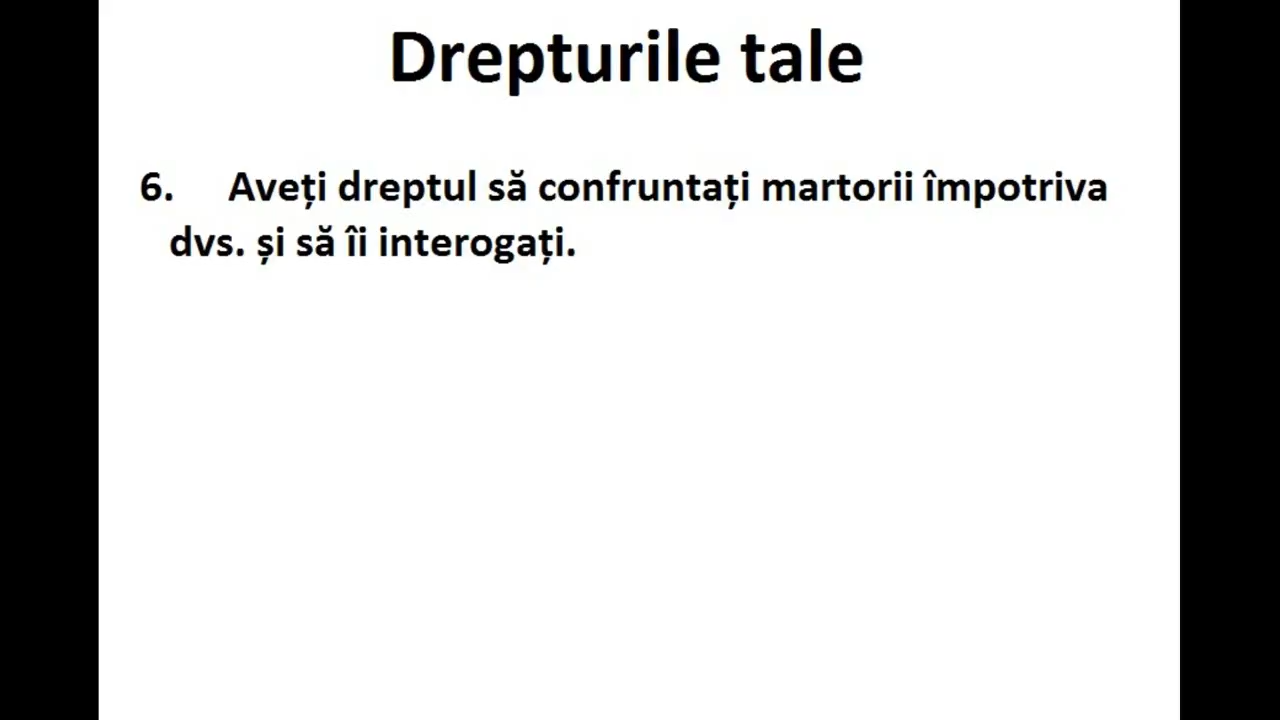 Drepturile tale
6. Aveți dreptul să confruntați martorii împotriva
dvs. și să îi interogați.